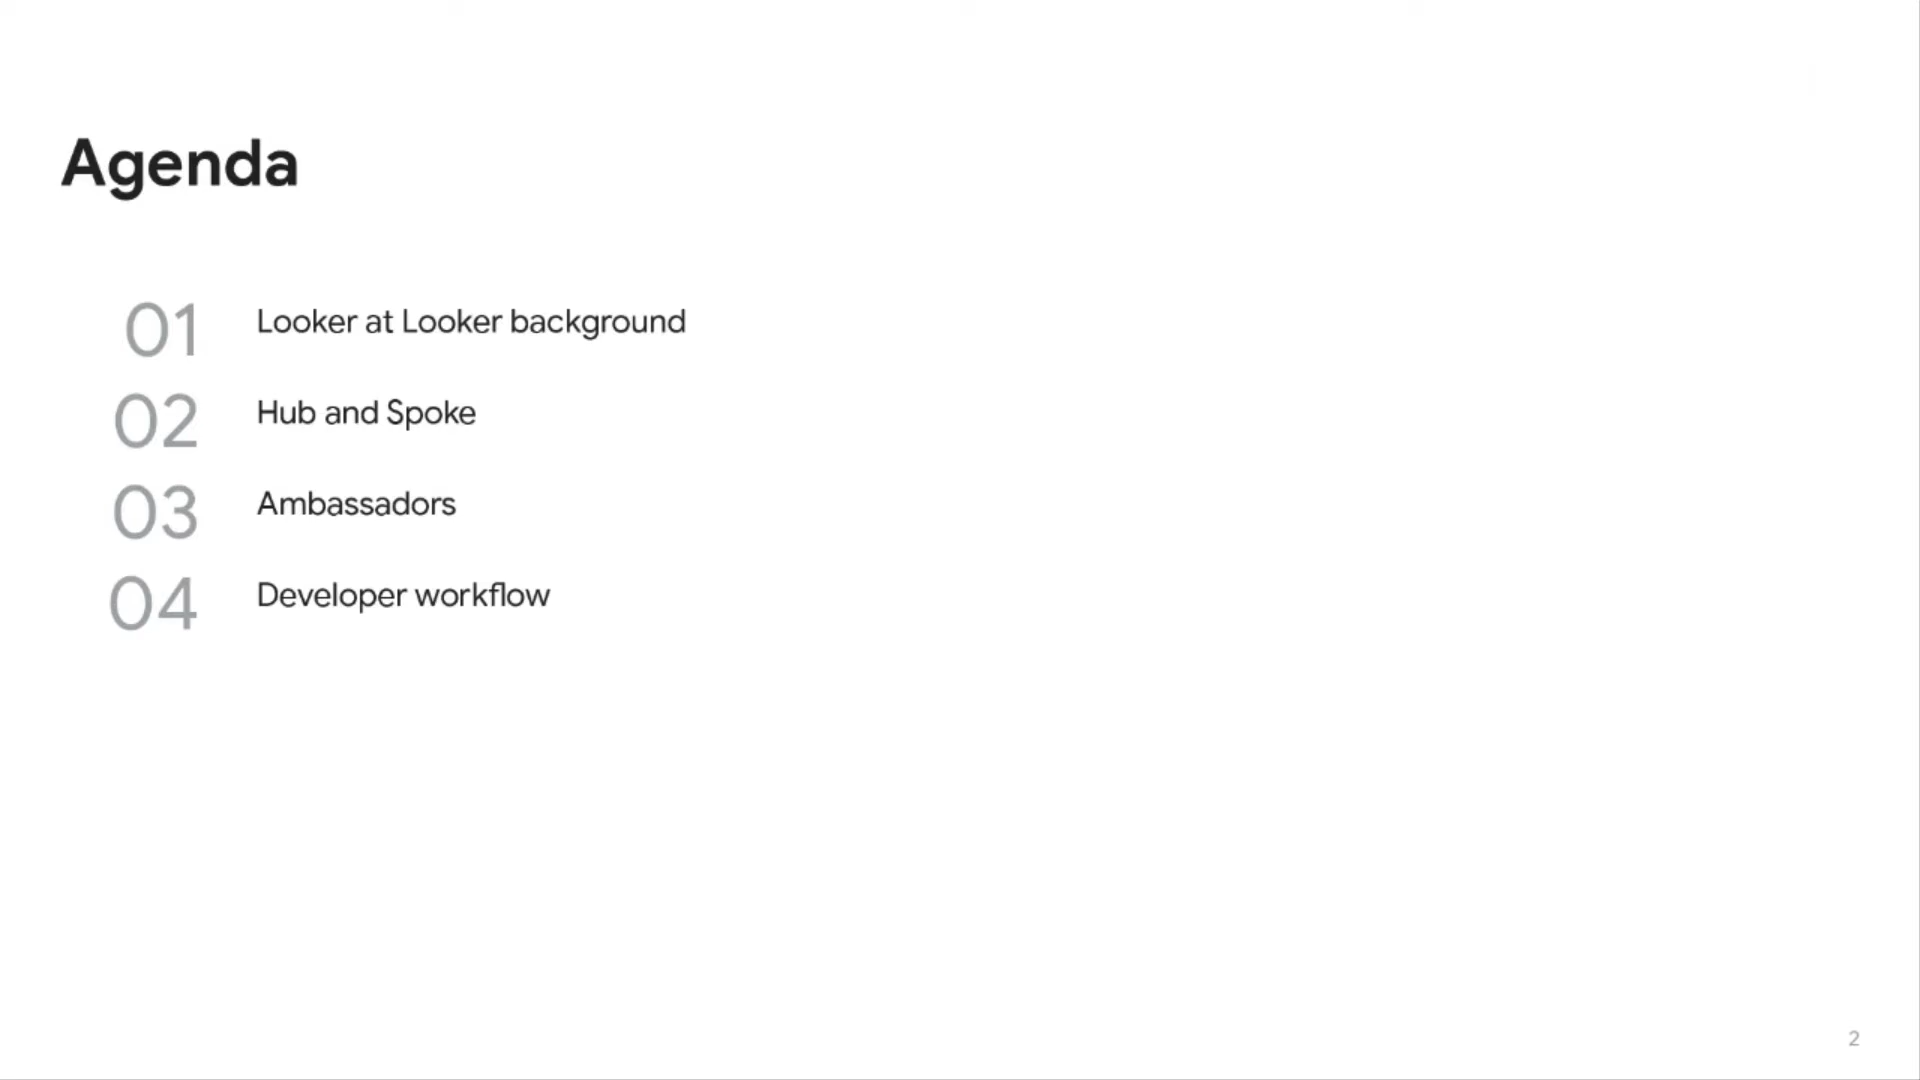 Agenda
01 Looker at Looker background
02 Hub and Spoke
03 Ambassadors
04 Developer workflow
2